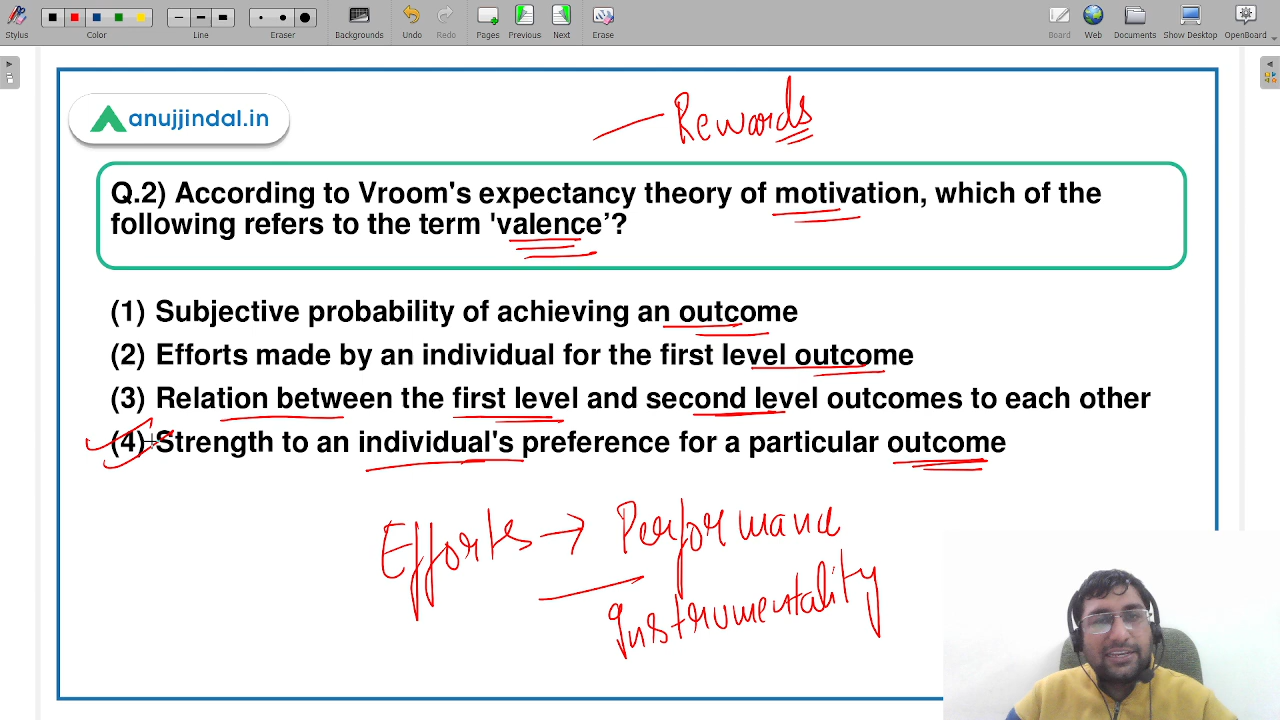 Stylus
Color
Line
Eraser
Backgrounds
Undo
Redo
Pages
Previous
Next
Erase
Board
Web
Documents
Show Desktop
OpenBoard
anujjindal.in
Rewards
Q.2) According to Vroom's expectancy theory of motivation, which of the
following refers to the term 'valence’?
(1) Subjective probability of achieving an outcome
(2) Efforts made by an individual for the first level outcome
(3) Relation between the first level and second level outcomes to each other
(4) Strength to an individual's preference for a particular outcome
Efforts → Performance
Instrumentality